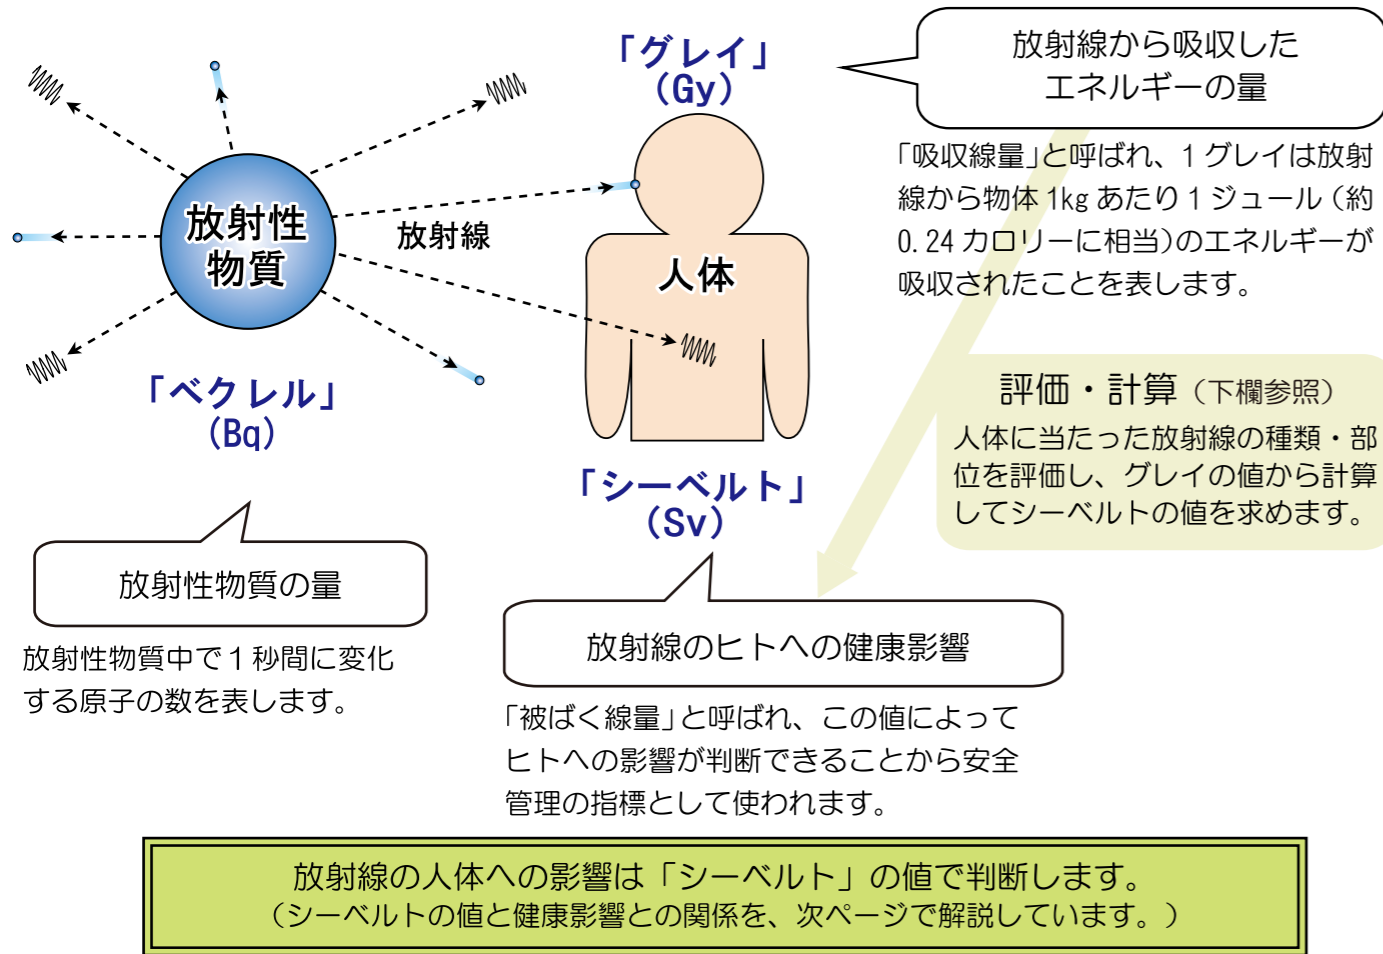 「グレイ」
(Gy)
放射線から吸収した
エネルギーの量
「吸収線量」と呼ばれ、1グレイは放射
線から物体 1kg あたり 1 ジュール（約
0.24 カロリーに相当）のエネルギーが
吸収されたことを表します。
放射性
物質
放射線
人体
「ベクレル」
(Bq)
評価・計算（下欄参照）
人体に当たった放射線の種類・部
位を評価し、グレイの値から計算
してシーベルトの値を求めます。
「シーベルト」
(Sv)
放射性物質の量
放射性物質中で１秒間に変化
する原子の数を表します。
放射線のヒトへの健康影響
「被ばく線量」と呼ばれ、この値によって
ヒトへの影響が判断できることから安全
管理の指標として使われます。
放射線の人体への影響は「シーベルト」の値で判断します。
（シーベルトの値と健康影響との関係を、次ページで解説しています。）